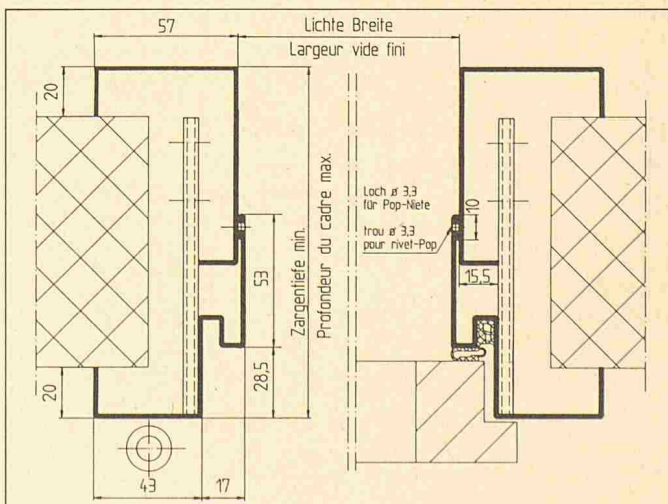 57
Lichte Breite
Largeur vide fini
20
Loch ø 3,3
für Pop-Niete
trou ø 3,3
pour rivet-Pop
10
53
Zargentiefe min.
Profondeur du cadre max.
15,5
28,5
20
43
17